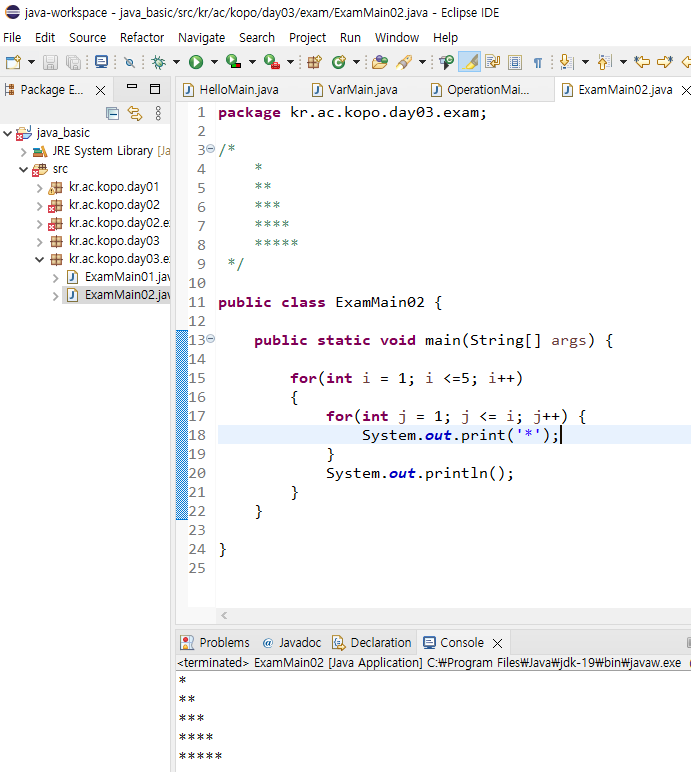 java-workspace - java_basic/src/kr/ac/kopo/day03/exam/ExamMain02.java - Eclipse IDE
File Edit Source Refactor Navigate Search Project Run Window Help
Package E...
HelloMain.java VarMain.java OperationMai... ExamMain02.java
java_basic
JRE System Library [Ja
src
kr.ac.kopo.day01
kr.ac.kopo.day02
kr.ac.kopo.day02.e
kr.ac.kopo.day03
kr.ac.kopo.day03.e
ExamMain01.jav
ExamMain02.jav
1 package kr.ac.kopo.day03.exam;
2
3 /*
4 *
5 **
6 ***
7 ****
8 *****
9 */
10
11 public class ExamMain02 {
12
13 public static void main(String[] args) {
14
15 for(int i = 1; i <=5; i++)
16 {
17 for(int j = 1; j <= i; j++) {
18 System.out.print('*');
19 }
20 System.out.println();
21 }
22 }
23
24 }
25
Problems @ Javadoc Declaration Console
<terminated> ExamMain02 [Java Application] C:₩Program Files₩Java₩jdk-19₩bin₩javaw.exe (
*
**
***
****
*****